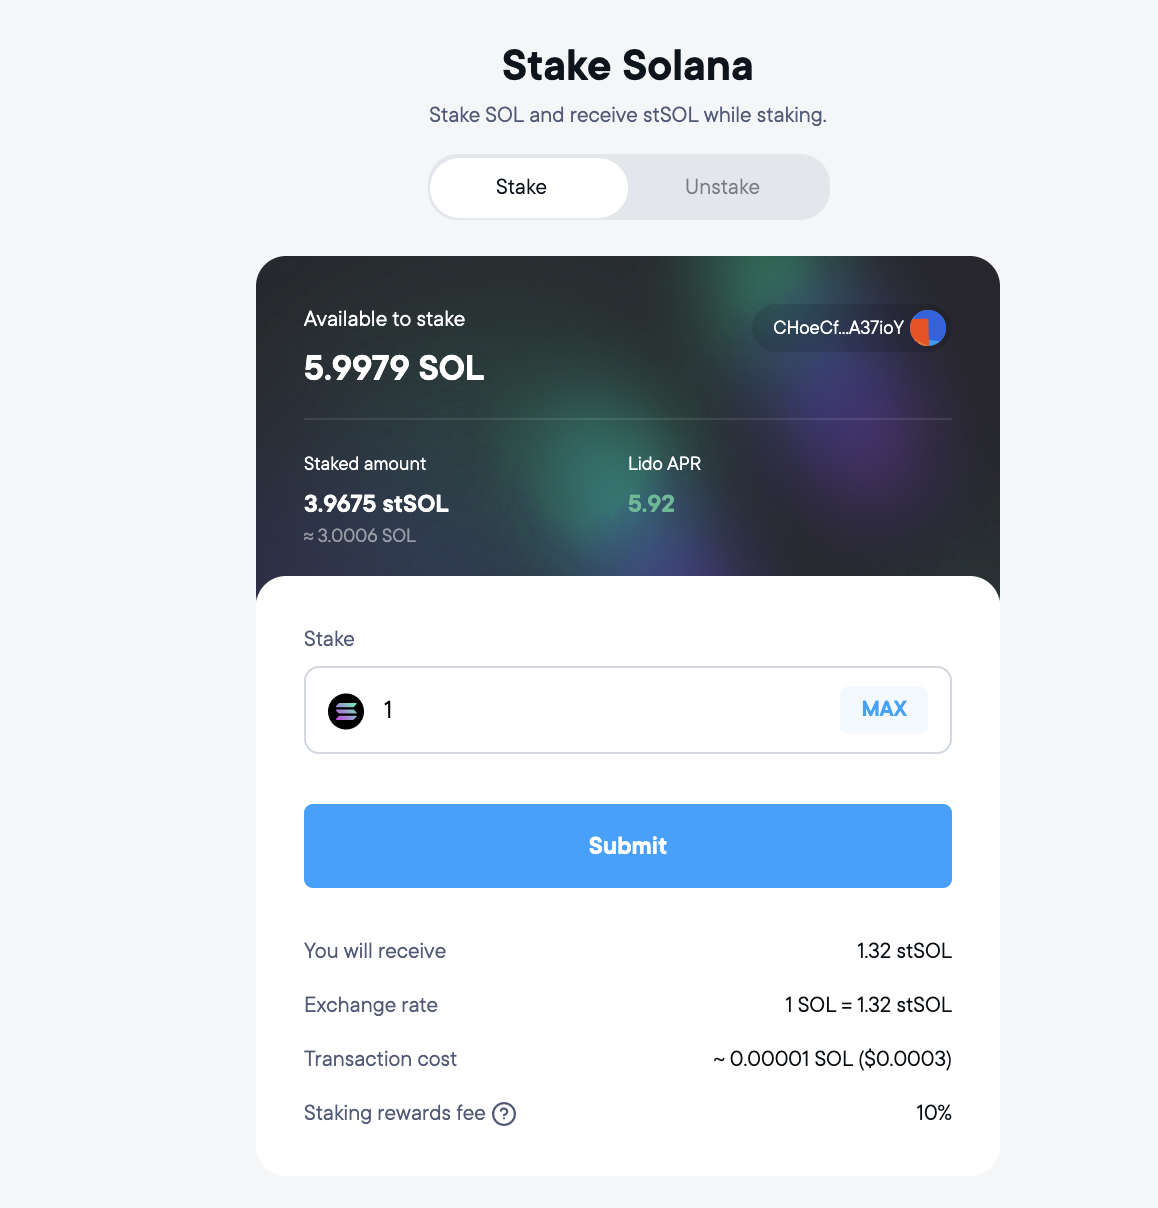 Stake Solana
Stake SOL and receive stSOL while staking.
Stake
Unstake
Available to stake
CHoeCf...A37ioY
5.9979 SOL
Staked amount
Lido APR
3.9675 stSOL
5.92
≈ 3.0006 SOL
Stake
1
MAX
Submit
You will receive
1.32 stSOL
Exchange rate
1 SOL = 1.32 stSOL
Transaction cost
~ 0.00001 SOL ($0.0003)
Staking rewards fee ?
10%